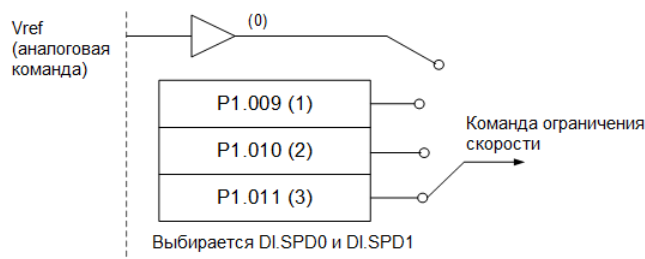 Vref
(аналоговая
команда)
(0)
P1.009 (1)
P1.010 (2)
P1.011 (3)
Команда ограничения
скорости
Выбирается DI.SPD0 и DI.SPD1